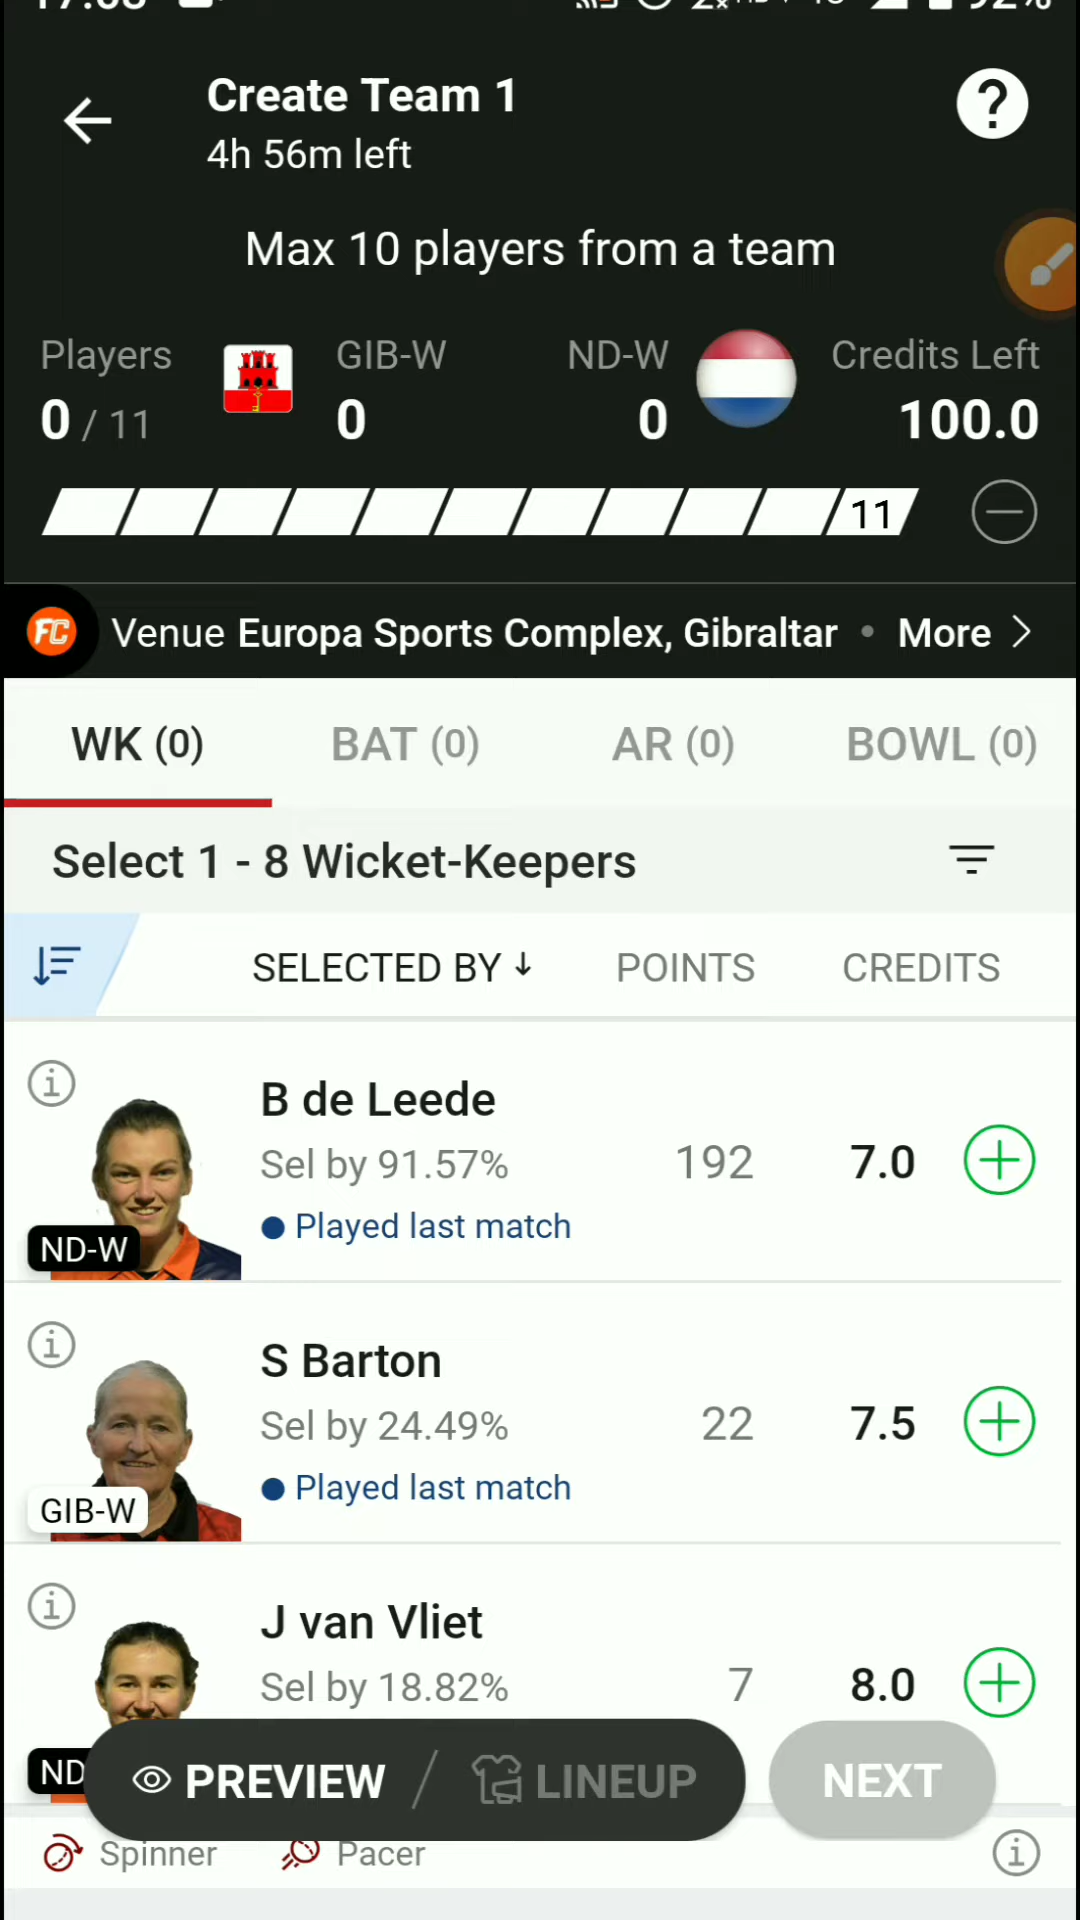 Create Team 1
4h 56m left
?
Max 10 players from a team
Players GIB-W ND-W Credits Left
0 / 11 0 0 100.0
11
FC Venue Europa Sports Complex, Gibraltar • More >
WK (0) BAT (0) AR (0) BOWL (0)
Select 1 - 8 Wicket-Keepers
SELECTED BY ↓ POINTS CREDITS
B de Leede
Sel by 91.57% 192 7.0
Played last match
ND-W
S Barton
Sel by 24.49% 22 7.5
Played last match
GIB-W
J van Vliet
Sel by 18.82% 7 8.0
ND
PREVIEW / LINEUP NEXT
Spinner Pacer